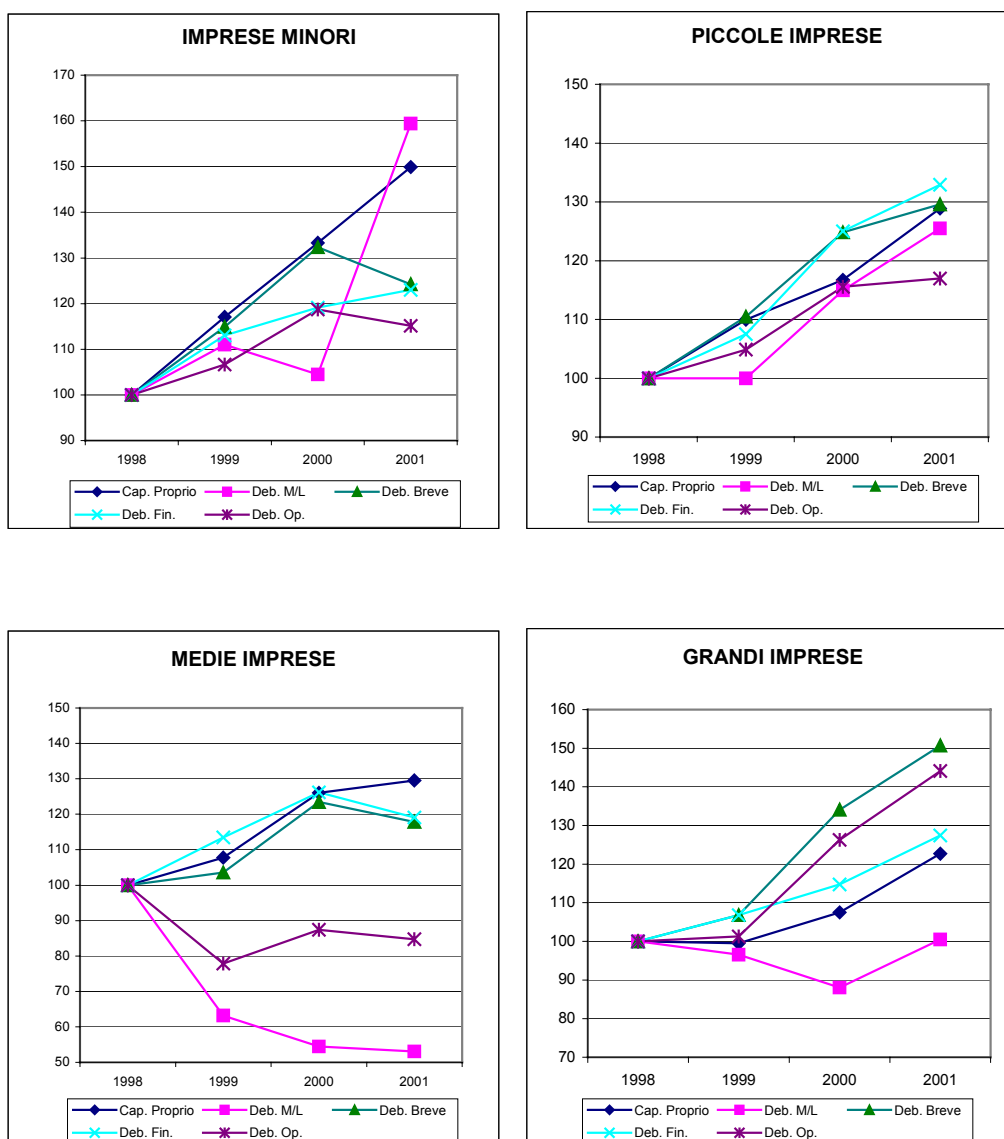 IMPRESE MINORI
170
160
150
140
130
120
110
100
90
1998 1999 2000 2001
Cap. Proprio Deb. M/L Deb. Breve
Deb. Fin. Deb. Op.
PICCOLE IMPRESE
150
140
130
120
110
100
90
1998 1999 2000 2001
Cap. Proprio Deb. M/L Deb. Breve
Deb. Fin. Deb. Op.
MEDIE IMPRESE
150
140
130
120
110
100
90
80
70
60
50
1998 1999 2000 2001
Cap. Proprio Deb. M/L Deb. Breve
Deb. Fin. Deb. Op.
GRANDI IMPRESE
160
150
140
130
120
110
100
90
80
70
1998 1999 2000 2001
Cap. Proprio Deb. M/L Deb. Breve
Deb. Fin. Deb. Op.